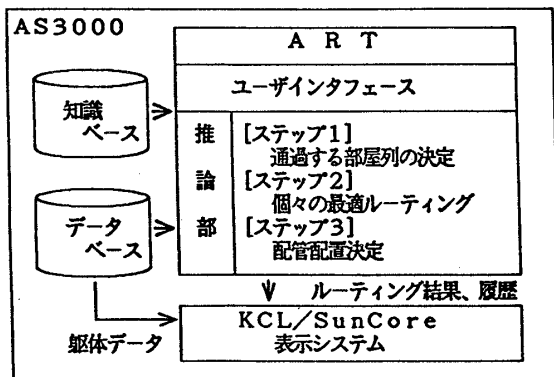 AS3000
ART
ユーザインタフェース
知識
ベース
推論部
[ステップ1]
通過する部屋列の決定
[ステップ2]
個々の最適ルーティング
[ステップ3]
配管配置決定
データ
ベース
ルーティング結果、履歴
躯体データ
KCL/SunCore
表示システム